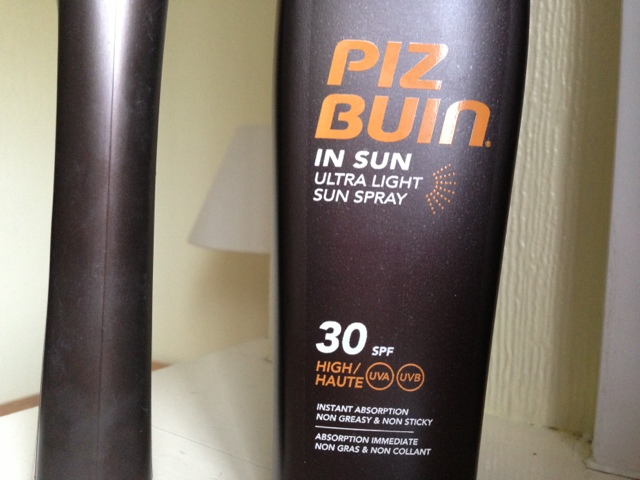 PIZ
BUIN®
IN SUN
ULTRA LIGHT
SUN SPRAY
30 SPF
HIGH/
HAUTE UVA UVB
INSTANT ABSORPTION
NON GREASY & NON STICKY
ABSORPTION IMMEDIATE
NON GRAS & NON COLLANT